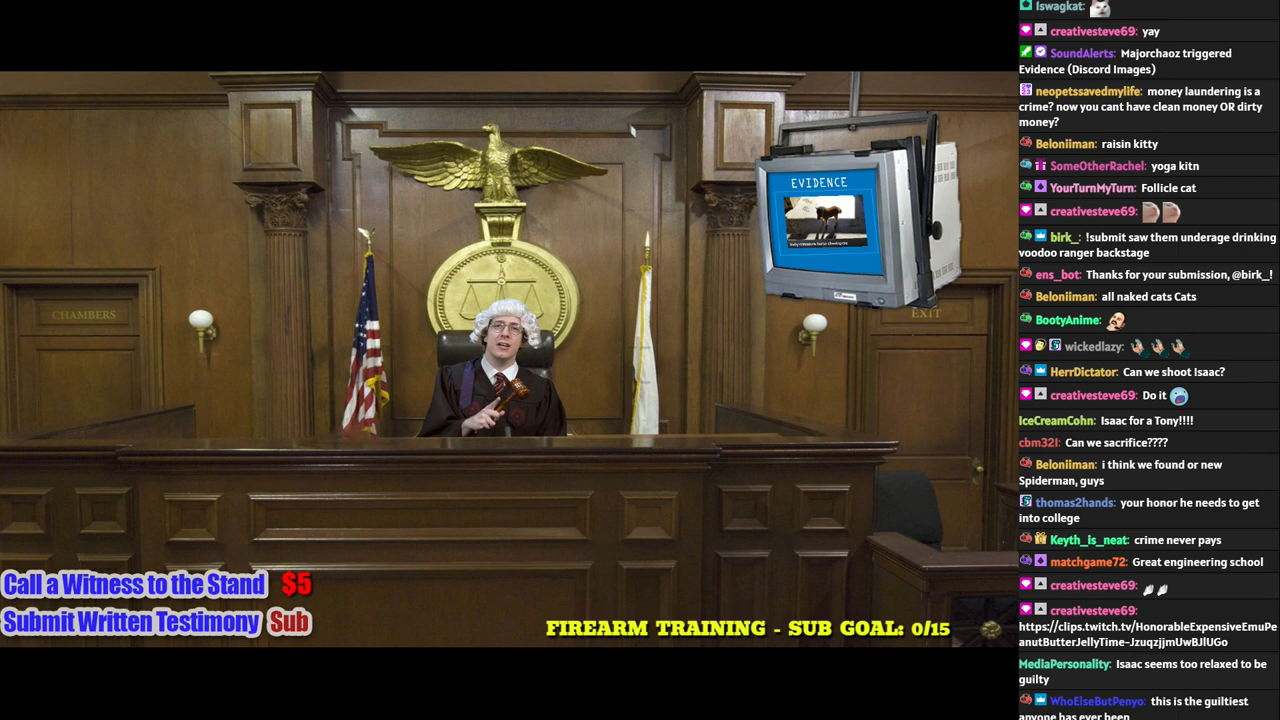 CHAMBERS
EXIT
EVIDENCE
Call a Witness to the Stand $5
Submit Written Testimony Sub
FIREARM TRAINING - SUB GOAL: 0/15
Iswagkat:
creativesteve69: yay
SoundAlerts: Majorchaoz triggered
Evidence (Discord Images)
neopetssavedmylife: money laundering is a
crime? now you cant have clean money OR dirty
money?
Beloniiman: raisin kitty
SomeOtherRachel: yoga kitn
YourTurnMyTurn: Follicle cat
creativesteve69:
birk_: !submit saw them underage drinking
voodoo ranger backstage
ens_bot: Thanks for your submission, @birk_!
Beloniiman: all naked cats Cats
BootyAnime:
wickedlazy:
HerrDictator: Can we shoot Isaac?
creativesteve69: Do it
IceCreamCohn: Isaac for a Tony!!!!
cbm321: Can we sacrifice????
Beloniiman: i think we found or new
Spiderman, guys
thomas2hands: your honor he needs to get
into college
Keyth_is_neat: crime never pays
matchgame72: Great engineering school
creativesteve69:
creativesteve69:
https://clips.twitch.tv/HonorableExpensiveEmuPe
anutButterJellyTime-JzuqzjjmUwBJlUGo
MediaPersonality: Isaac seems too relaxed to be
guilty
WhoElseButPenyo: this is the guiltiest
anyone has ever been